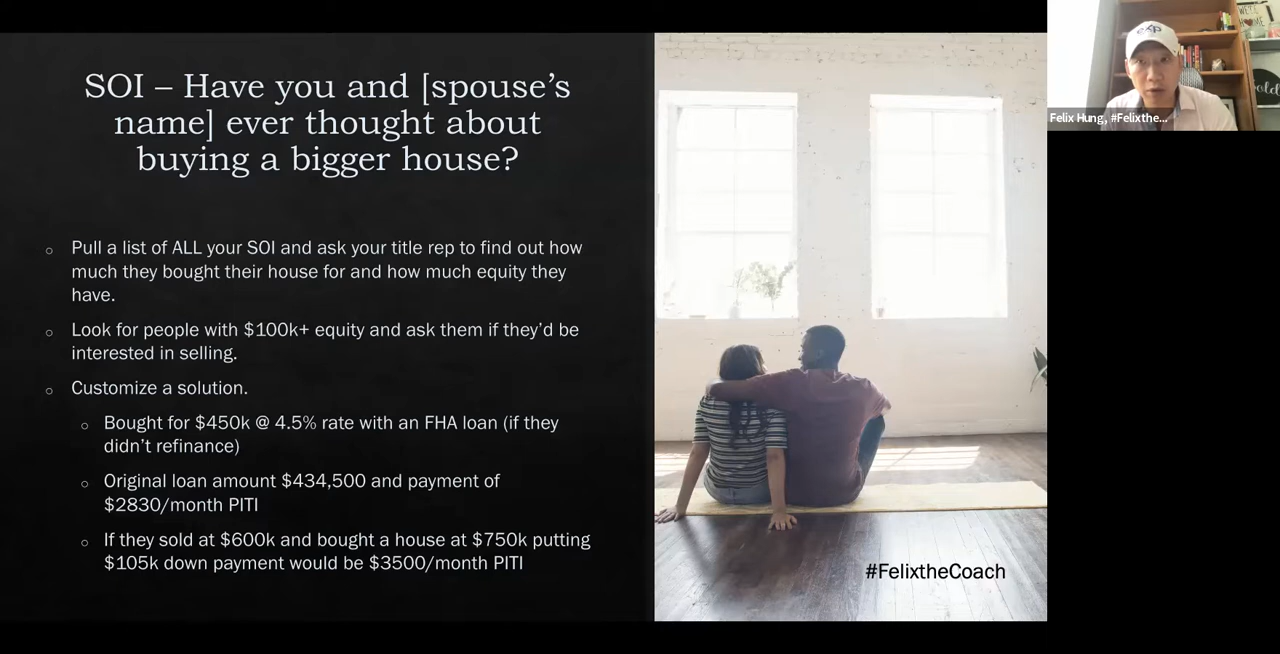 SOI – Have you and [spouse's
name] ever thought about
buying a bigger house?
Pull a list of ALL your SOI and ask your title rep to find out how
much they bought their house for and how much equity they
have.
Look for people with $100k+ equity and ask them if they'd be
interested in selling.
Customize a solution.
Bought for $450k @ 4.5% rate with an FHA loan (if they
didn't refinance)
Original loan amount $434,500 and payment of
$2830/month PITI
If they sold at $600k and bought a house at $750k putting
$105k down payment would be $3500/month PITI
#FelixtheCoach
exp
WE'RE
HOME
Felix Hung, #Felixthe...